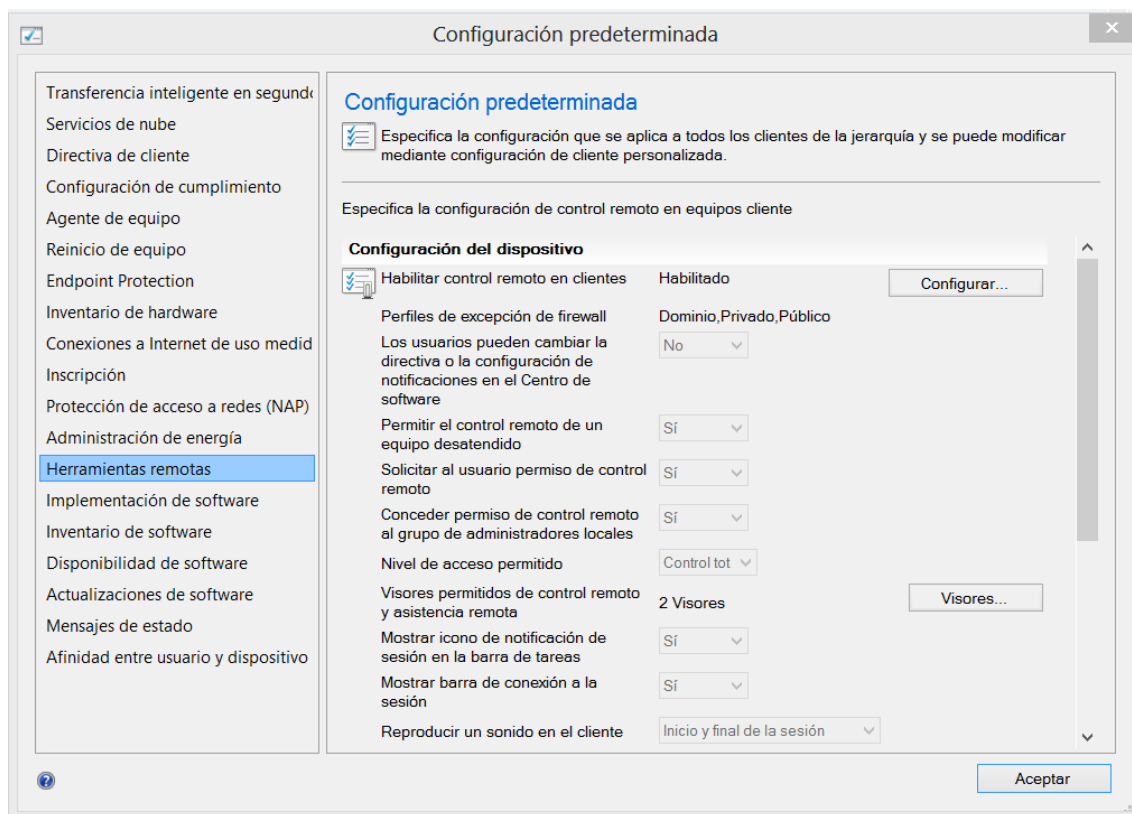 Configuración predeterminada
Transferencia inteligente en segund
Servicios de nube
Directiva de cliente
Configuración de cumplimiento
Agente de equipo
Reinicio de equipo
Endpoint Protection
Inventario de hardware
Conexiones a Internet de uso medid
Inscripción
Protección de acceso a redes (NAP)
Administración de energía
Herramientas remotas
Implementación de software
Inventario de software
Disponibilidad de software
Actualizaciones de software
Mensajes de estado
Afinidad entre usuario y dispositivo
Configuración predeterminada
Especifica la configuración que se aplica a todos los clientes de la jerarquía y se puede modificar
mediante configuración de cliente personalizada.
Especifica la configuración de control remoto en equipos cliente
Configuración del dispositivo
Habilitar control remoto en clientes Habilitado Configurar...
Perfiles de excepción de firewall Dominio,Privado,Público
Los usuarios pueden cambiar la No
directiva o la configuración de
notificaciones en el Centro de
software
Permitir el control remoto de un Sí
equipo desatendido
Solicitar al usuario permiso de control Sí
remoto
Conceder permiso de control remoto Sí
al grupo de administradores locales
Nivel de acceso permitido Control tot
Visores permitidos de control remoto 2 Visores Visores...
y asistencia remota
Mostrar icono de notificación de Sí
sesión en la barra de tareas
Mostrar barra de conexión a la Sí
sesión
Reproducir un sonido en el cliente Inicio y final de la sesión
Aceptar